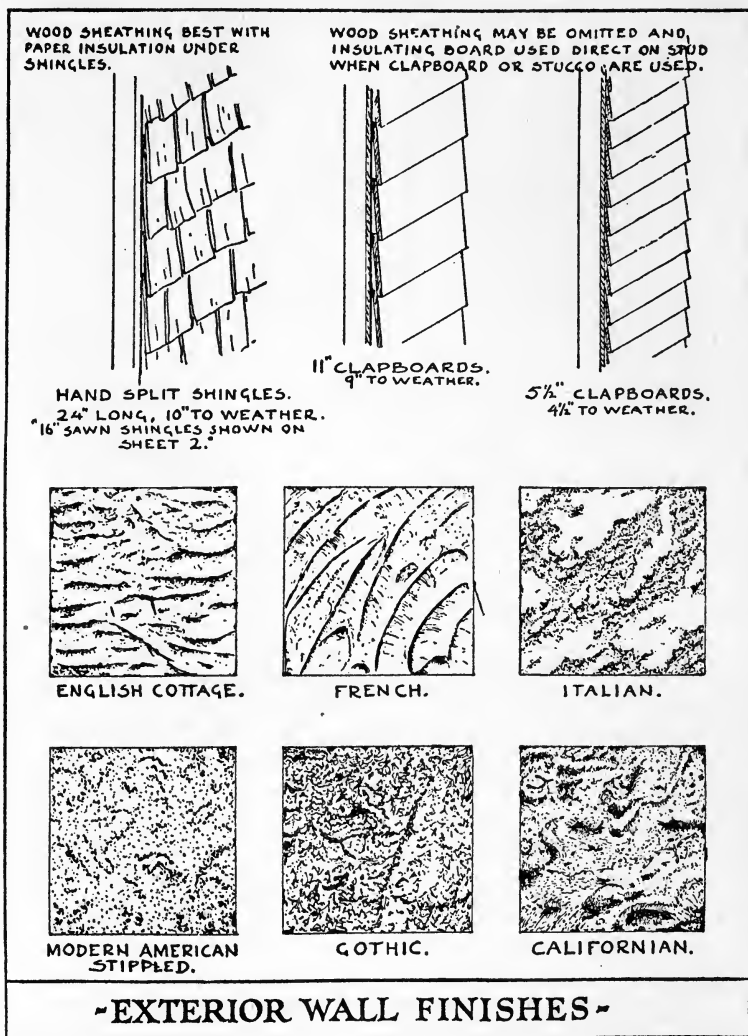 WOOD SHEATHING BEST WITH
PAPER INSULATION UNDER
SHINGLES.
WOOD SHEATHING MAY BE OMITTED AND
INSULATING BOARD USED DIRECT ON STUD
WHEN CLAPBOARD OR STUCCO ARE USED.
HAND SPLIT SHINGLES.
24" LONG, 10" TO WEATHER.
"16" SAWN SHINGLES SHOWN ON
SHEET 2."
11" CLAPBOARDS.
9" TO WEATHER.
5½" CLAPBOARDS.
4½" TO WEATHER.
ENGLISH COTTAGE.
FRENCH.
ITALIAN.
MODERN AMERICAN
STIPPLED.
GOTHIC.
CALIFORNIAN.
-EXTERIOR WALL FINISHES-